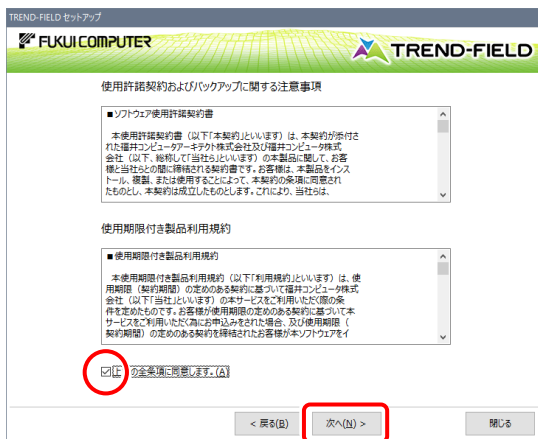 TREND-FIELD セットアップ
FUKUI COMPUTER
TREND-FIELD
使用許諾契約およびバックアップに関する注意事項
■ソフトウェア使用許諾契約書
本使用許諾契約書（以下「本契約」といいます）は、本契約が添付さ
れた福井コンピュータアーキテクト株式会社及び福井コンピュータ株式
会社（以下、総称して「当社ら」といいます）の本製品に関して、お客
様と当社らとの間に締結される契約書です。お客様は、本製品をインス
トール、複製、または使用することによって、本契約の条項に同意され
たものとし、本契約は成立したものとします。これにより、当社らは、
使用期限付き製品利用規約
■使用期限付き製品利用規約
本使用期限付き製品利用規約（以下「利用規約」といいます）は、使
用期限（契約期間）の定めのある契約に基づいて福井コンピュータ株式
会社（以下「当社」といいます）の本サービスをご利用いただく際の条
件を定めたものです。お客様が使用期限の定めのある契約に基づいて本
サービスをご利用いただく為にお申込みをされた場合、及び使用期限（
契約期間）の定めのある契約を締結されたお客様が本ソフトウェアをイ
上の全条項に同意します。(A)
< 戻る(B)
次へ(N) >
閉じる